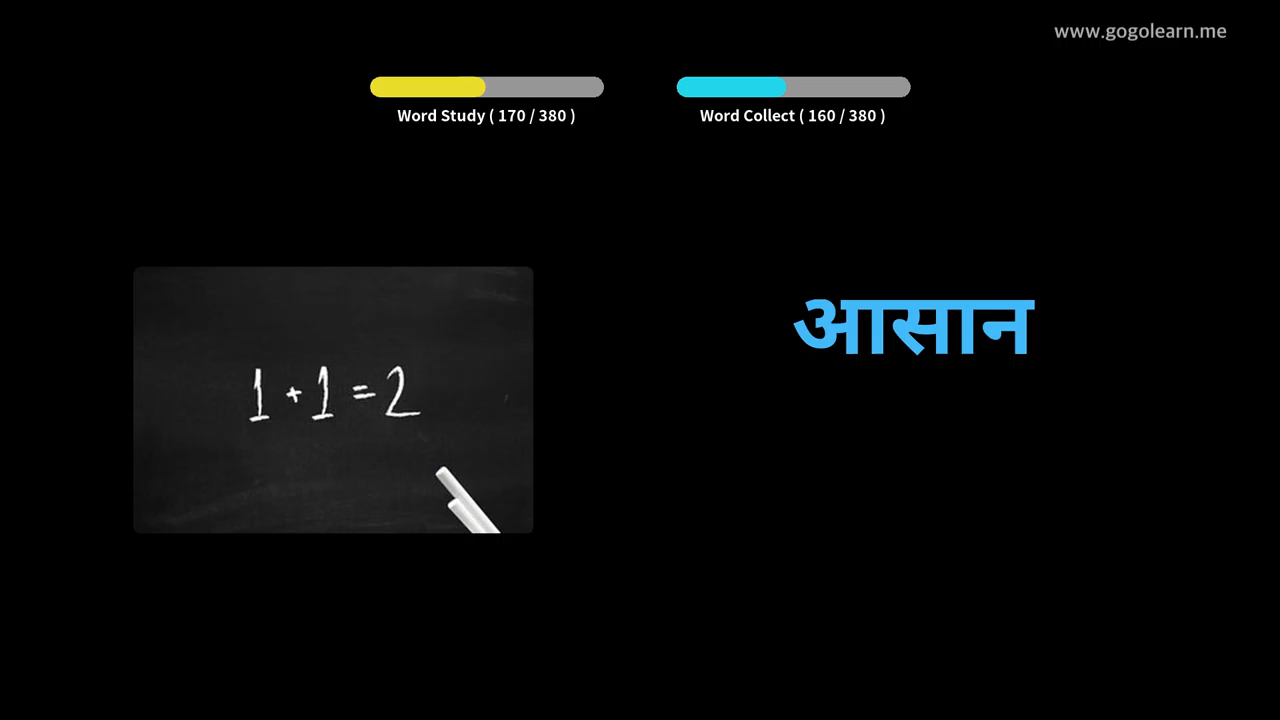 www.gogolearn.me
Word Study ( 170 / 380 )
Word Collect ( 160 / 380 )
1 + 1 = 2
आसान